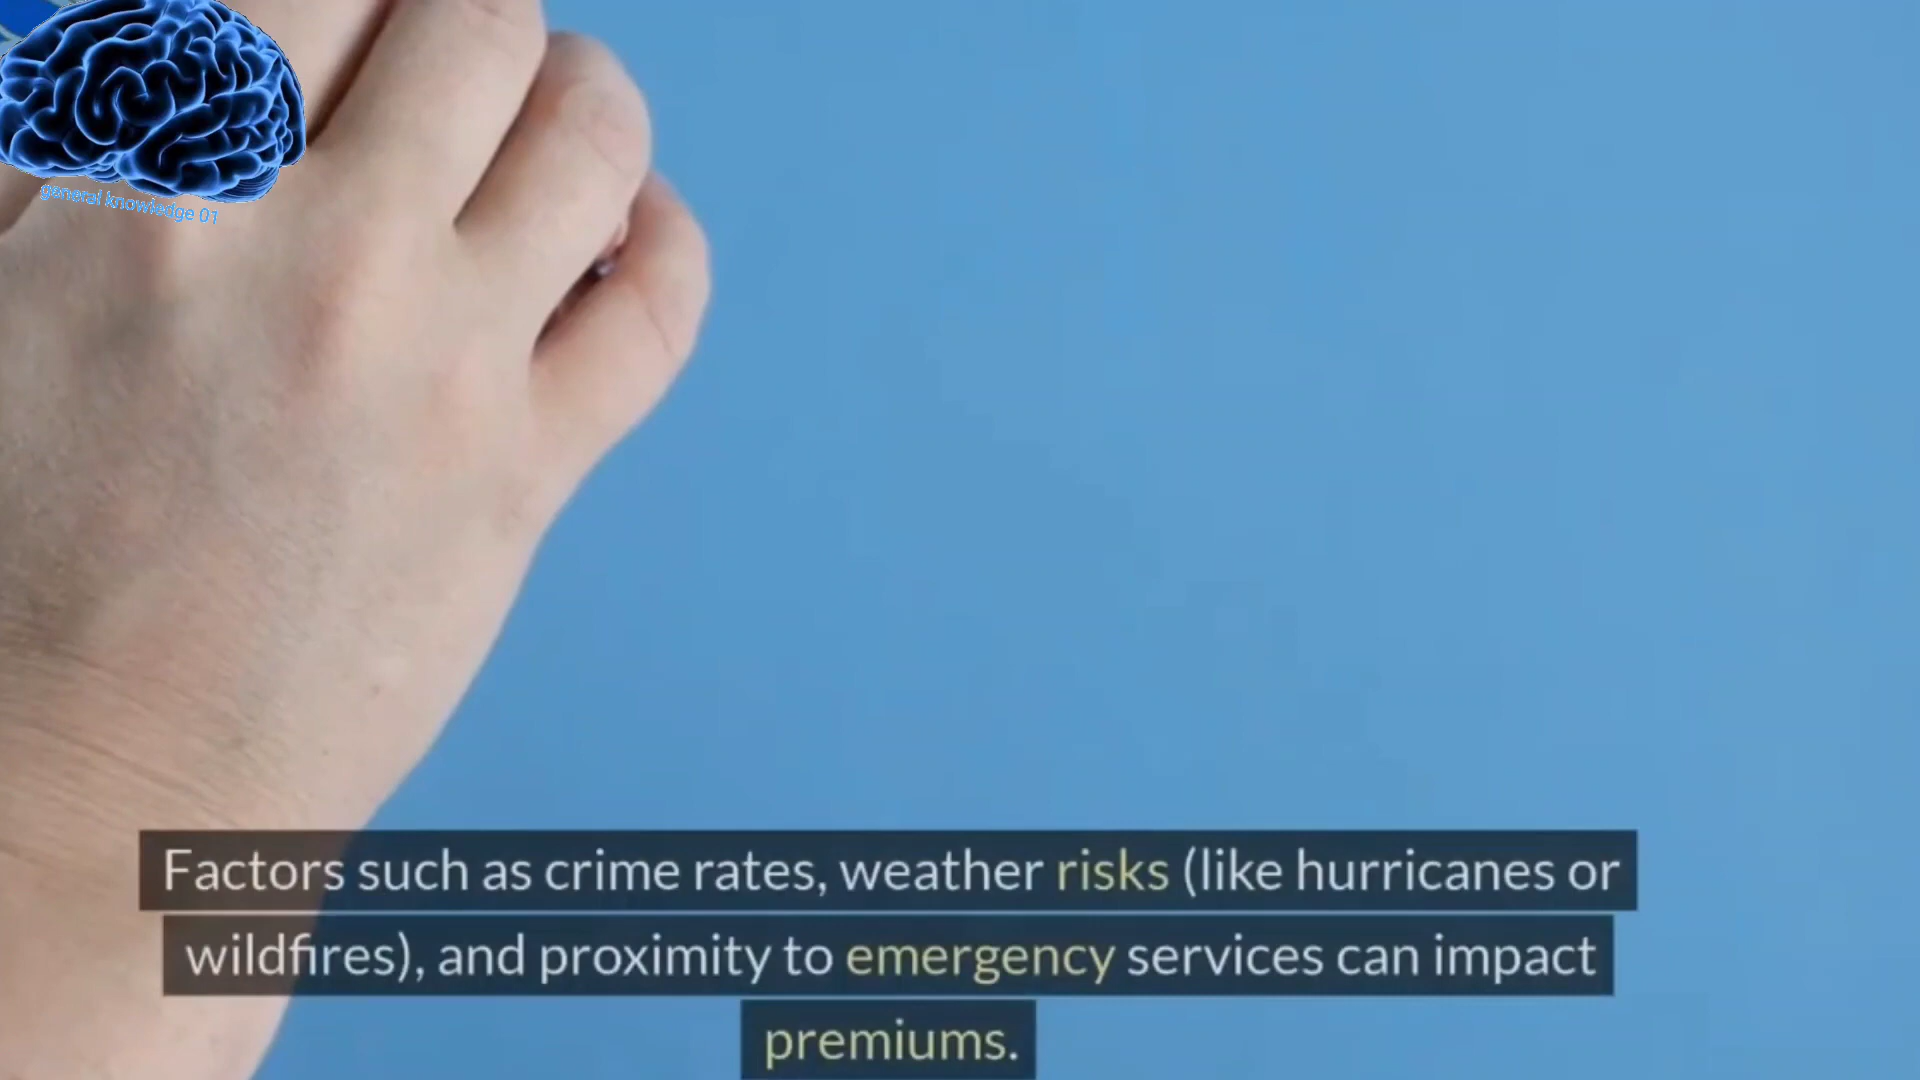 general knowledge 01
Factors such as crime rates, weather risks (like hurricanes or
wildfires), and proximity to emergency services can impact
premiums.